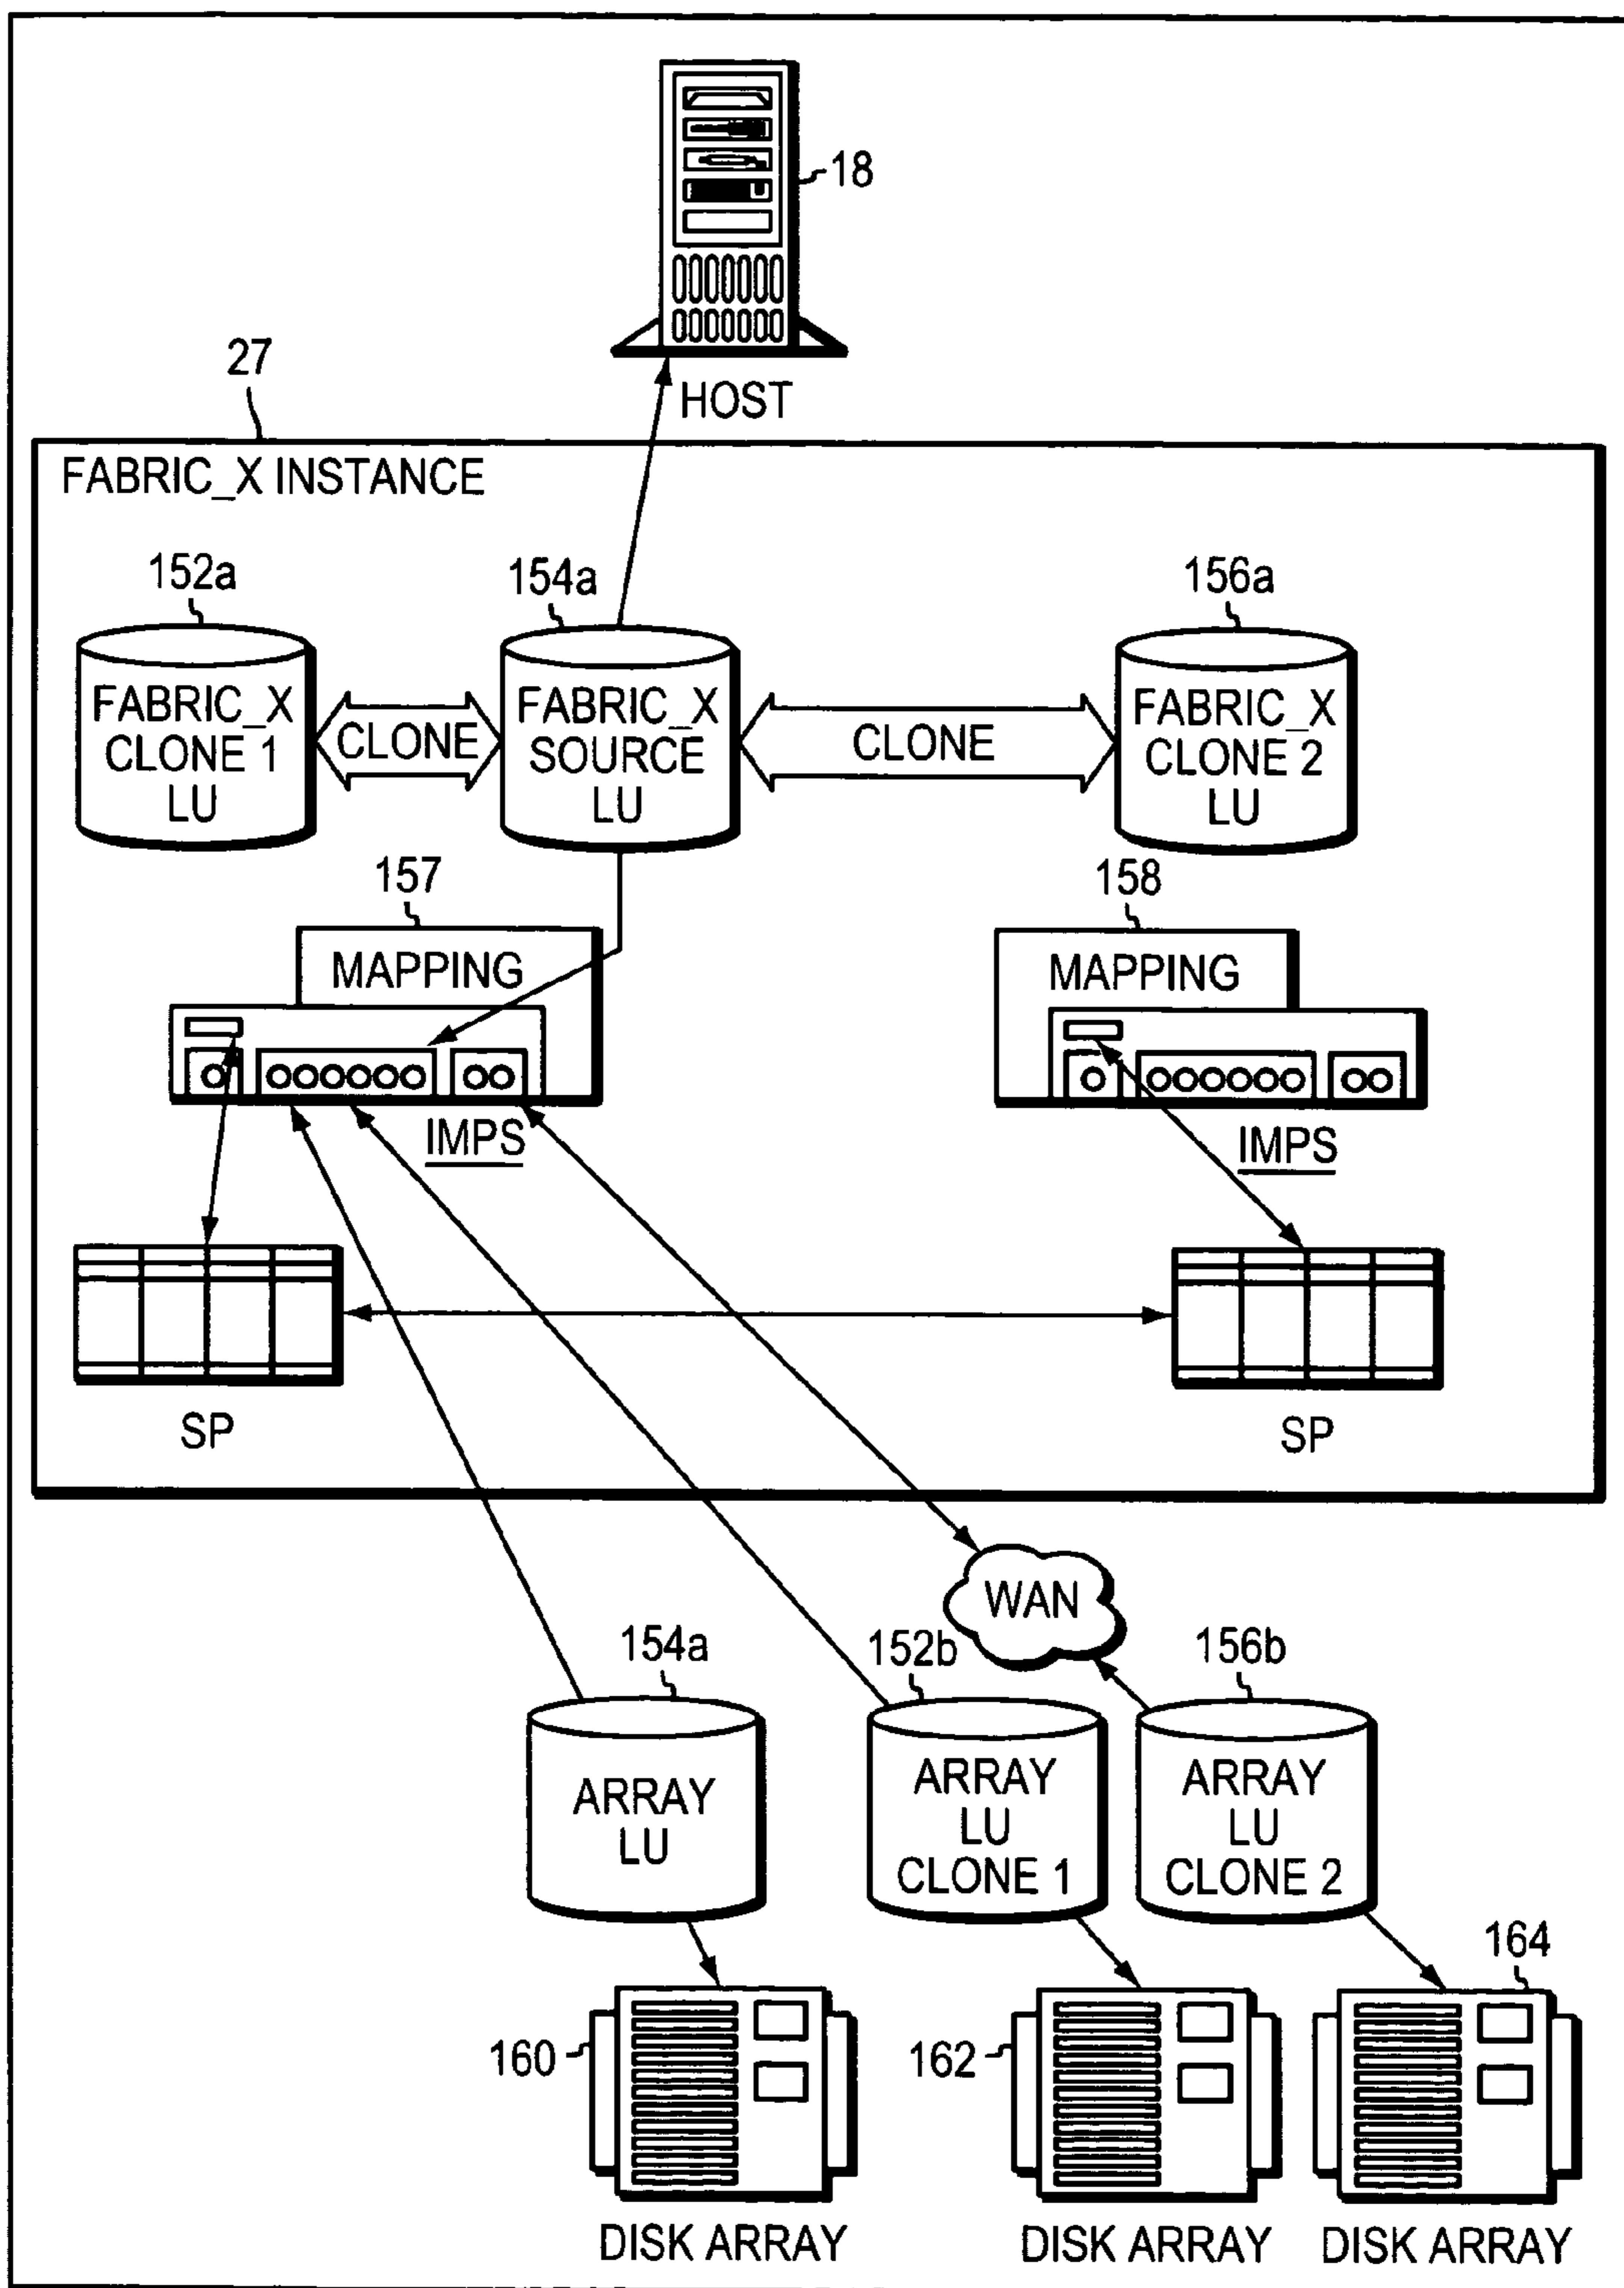 18
HOST
27
FABRIC_X INSTANCE
152a
154a
156a
FABRIC_X
CLONE 1
LU
CLONE
FABRIC_X
SOURCE
LU
CLONE
FABRIC_X
CLONE 2
LU
157
158
MAPPING
MAPPING
IMPS
IMPS
SP
SP
WAN
154a
152b
156b
ARRAY
LU
ARRAY
LU
CLONE 1
ARRAY
LU
CLONE 2
164
160
162
DISK ARRAY
DISK ARRAY
DISK ARRAY